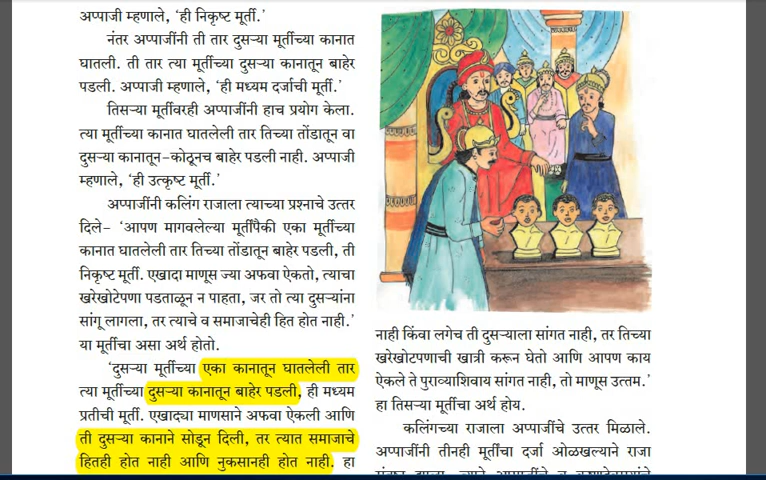 अप्पाजी म्हणाले, ‘ही निकृष्ट मूर्ती.’
नंतर अप्पाजींनी ती तार दुसऱ्या मूर्तीच्या कानात
घातली. ती तार त्या मूर्तीच्या दुसऱ्या कानातून बाहेर
पडली. अप्पाजी म्हणाले, ‘ही मध्यम दर्जाची मूर्ती.’
तिसऱ्या मूर्तीवरही अप्पाजींनी हाच प्रयोग केला.
त्या मूर्तीच्या कानात घातलेली तार तिच्या तोंडातून वा
दुसऱ्या कानातून–कोठूनच बाहेर पडली नाही. अप्पाजी
म्हणाले, ‘ही उत्कृष्ट मूर्ती.’
अप्पाजींनी कलिंग राजाला त्याच्या प्रश्नाचे उत्तर
दिले– ‘आपण मागवलेल्या मूर्तींपैकी एका मूर्तीच्या
कानात घातलेली तार तिच्या तोंडातून बाहेर पडली, ती
निकृष्ट मूर्ती. एखादा माणूस ज्या अफवा ऐकतो, त्याचा
खरेखोटेपणा पडताळून न पाहता, जर तो त्या दुसऱ्यांना
सांगू लागला, तर त्याचे व समाजाचेही हित होत नाही.’
या मूर्तीचा असा अर्थ होतो.
‘दुसऱ्या मूर्तीच्या एका कानातून घातलेली तार
त्या मूर्तीच्या दुसऱ्या कानातून बाहेर पडली, ही मध्यम
प्रतीची मूर्ती. एखाद्या माणसाने अफवा ऐकली आणि
ती दुसऱ्या कानाने सोडून दिली, तर त्यात समाजाचे
हितही होत नाही आणि नुकसानही होत नाही. हा
नाही किंवा लगेच ती दुसऱ्याला सांगत नाही, तर तिच्या
खरेखोटपणाची खात्री करून घेतो आणि आपण काय
ऐकले ते पुराव्याशिवाय सांगत नाही, तो माणूस उत्तम.’
हा तिसऱ्या मूर्तीचा अर्थ होय.
कलिंगच्या राजाला अप्पाजींचे उत्तर मिळाले.
अप्पाजींनी तीनही मूर्तींचा दर्जा ओळखल्याने राजा